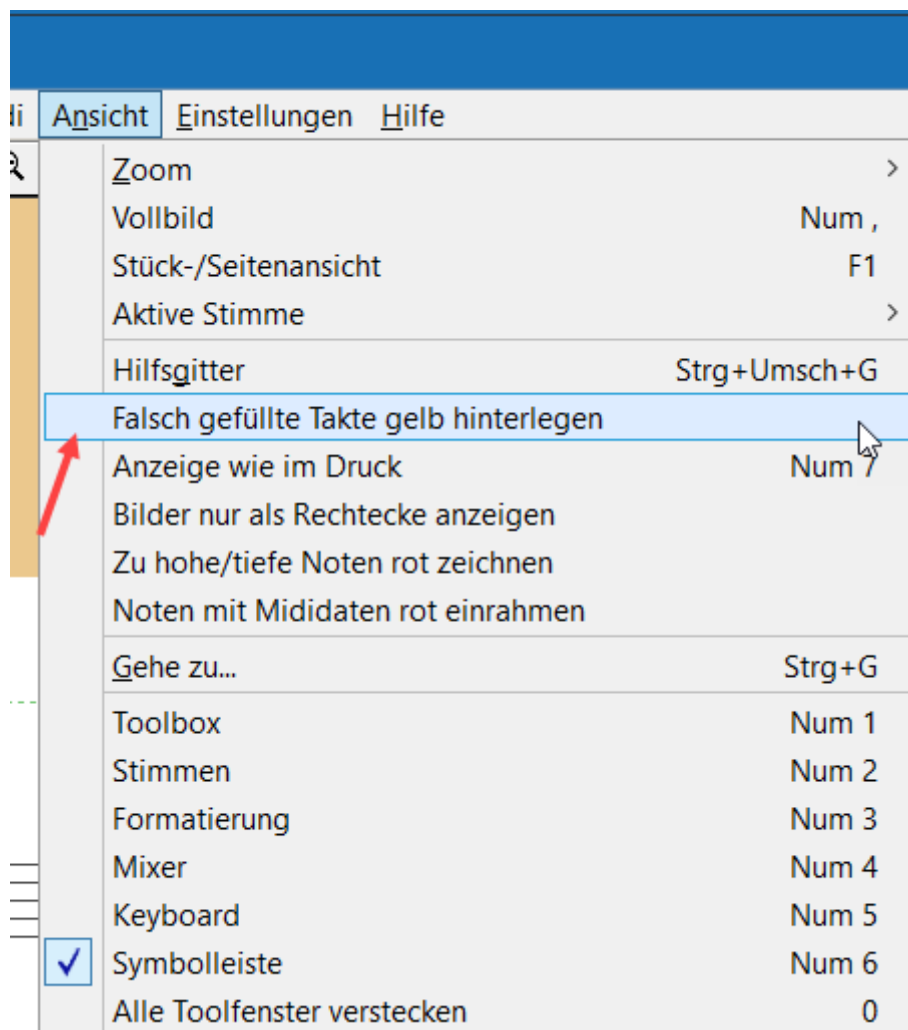 di Ansicht Einstellungen Hilfe
Zoom
Vollbild Num ,
Stück-/Seitenansicht F1
Aktive Stimme
Hilfsgitter Strg+Umsch+G
Falsch gefüllte Takte gelb hinterlegen
Anzeige wie im Druck Num 7
Bilder nur als Rechtecke anzeigen
Zu hohe/tiefe Noten rot zeichnen
Noten mit Mididaten rot einrahmen
Gehe zu... Strg+G
Toolbox Num 1
Stimmen Num 2
Formatierung Num 3
Mixer Num 4
Keyboard Num 5
Symbolleiste Num 6
Alle Toolfenster verstecken 0